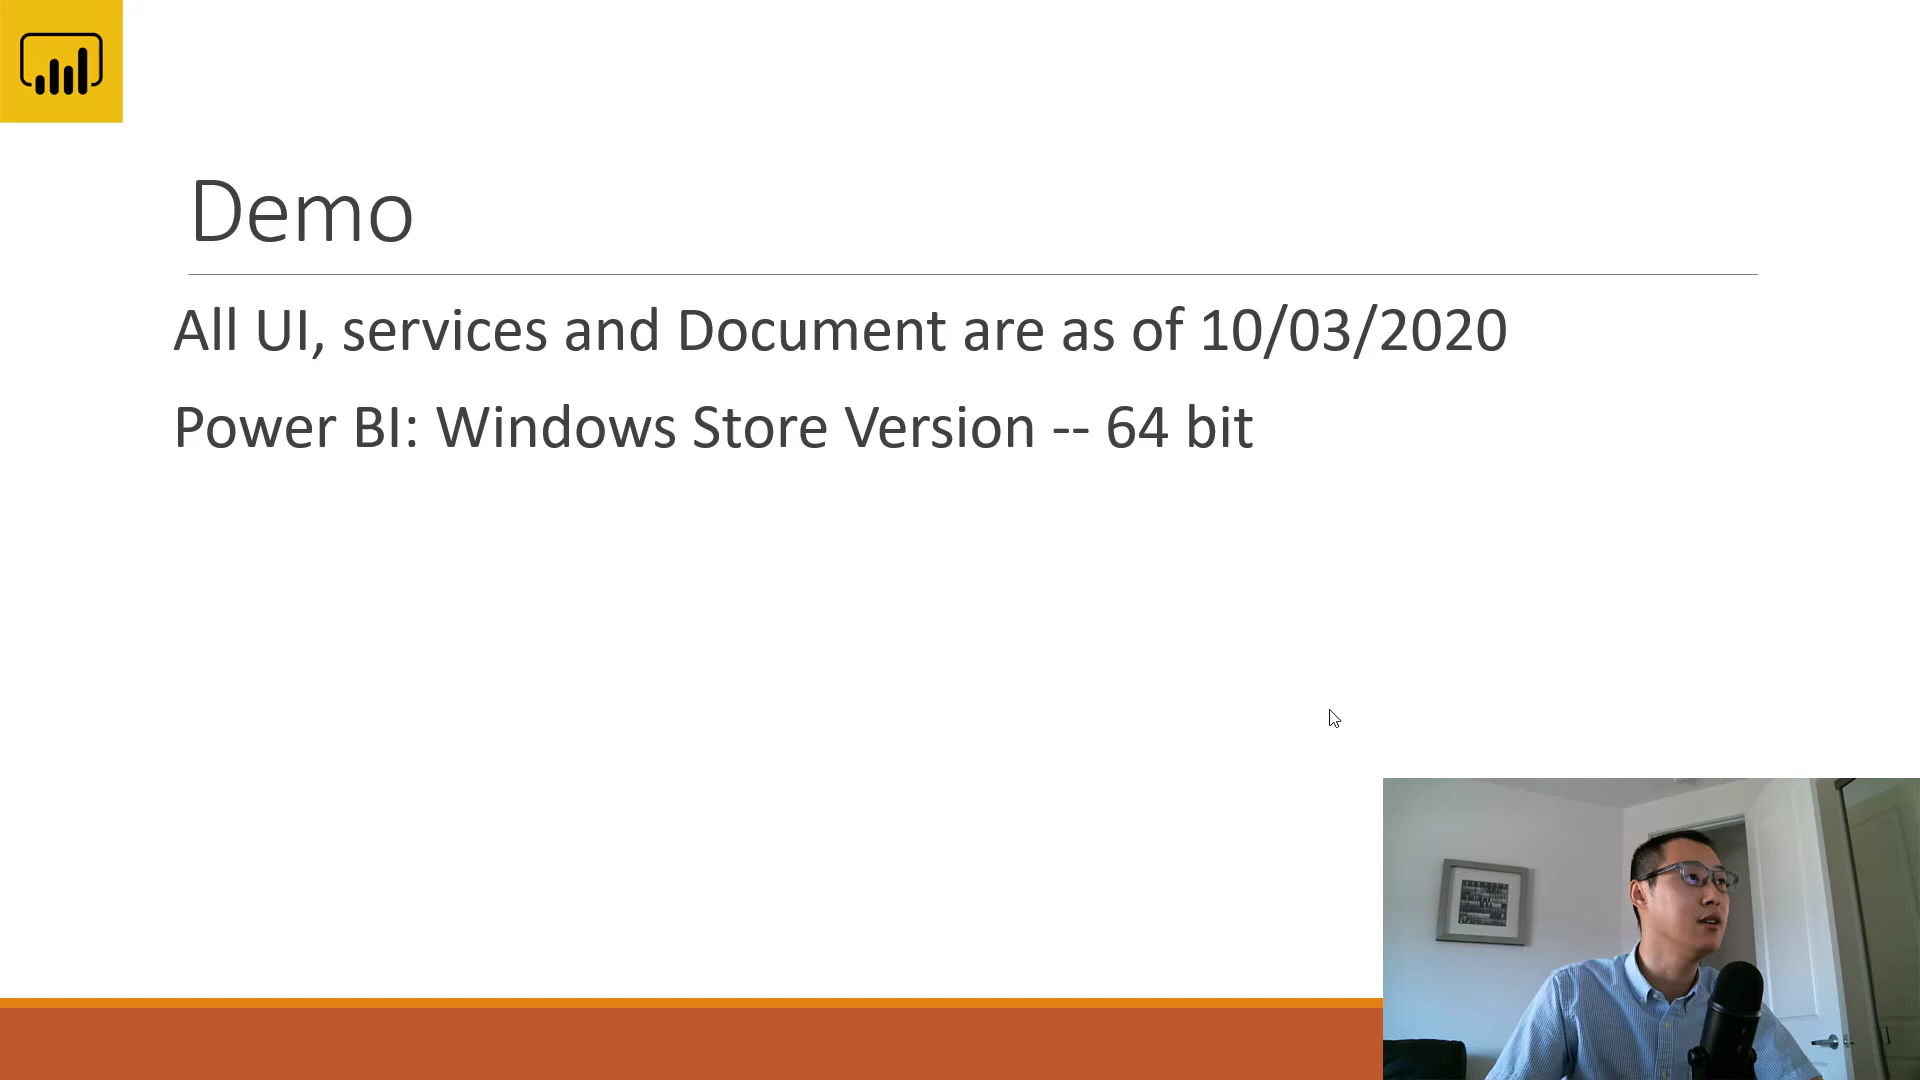 Demo
All UI, services and Document are as of 10/03/2020
Power BI: Windows Store Version -- 64 bit